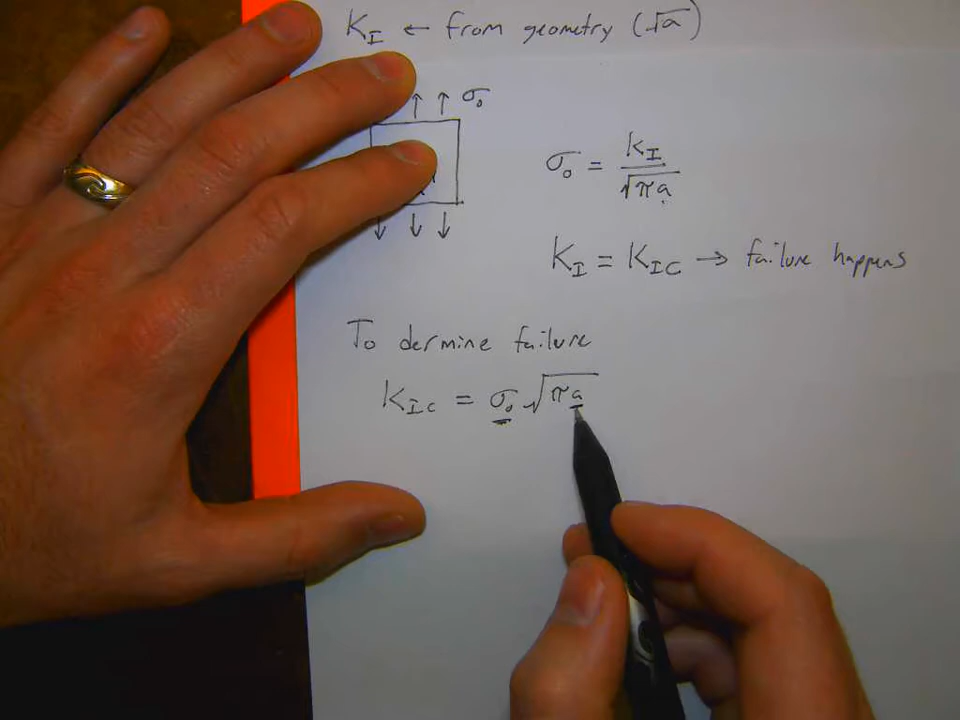 K_I ← from geometry (√a)
↑ ↑ σ₀
σ₀ = K_I / √πa
↓ ↓ ↓
K_I = K_IC → failure happens
To dermine failure
K_IC = σ₀ √πa